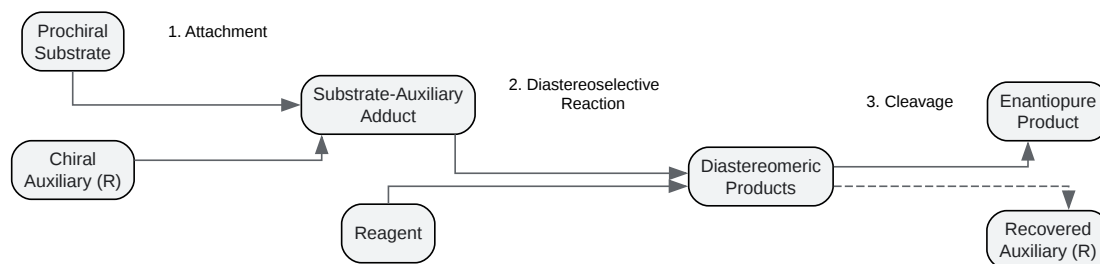 Prochiral
Substrate
1. Attachment
Substrate-Auxiliary
Adduct
Chiral
Auxiliary (R)
2. Diastereoselective
Reaction
Reagent
Diastereomeric
Products
3. Cleavage
Enantiopure
Product
Recovered
Auxiliary (R)